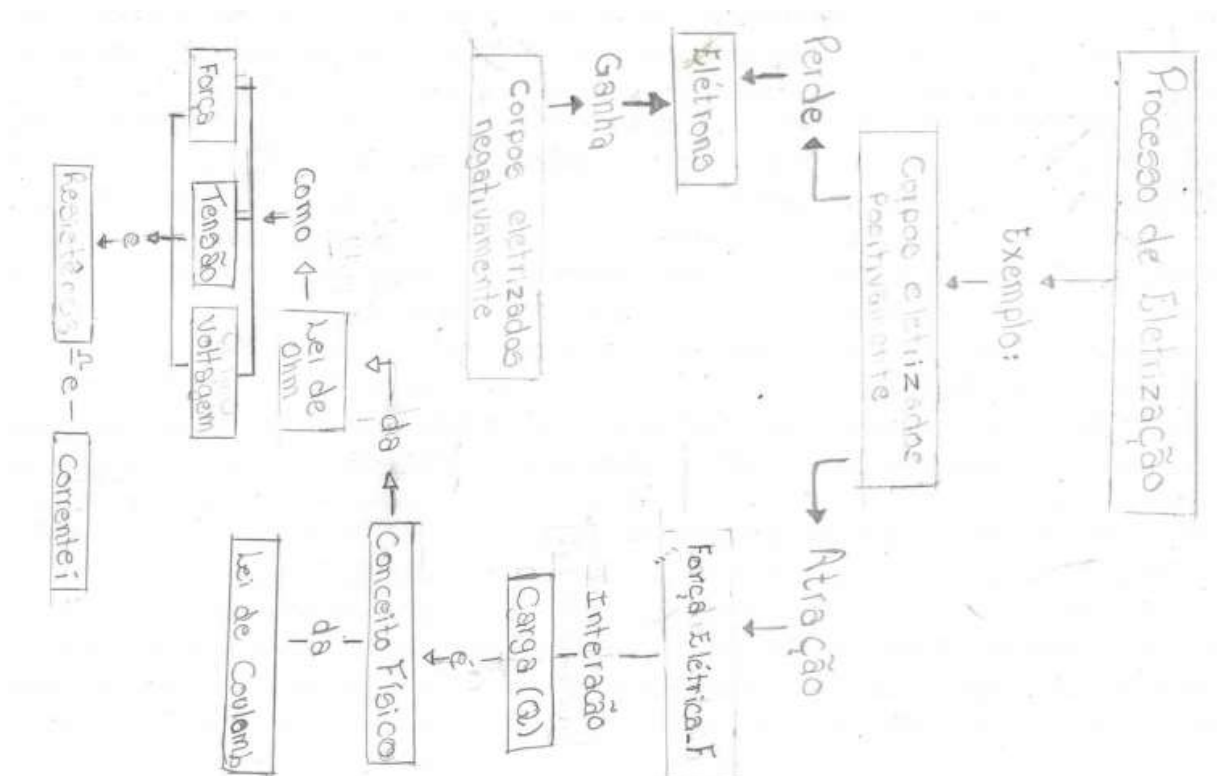 Processo de Eletrização
Exemplo:
Corpos eletrizados
positivamente
Perde
Atração
Elétrons
Força Elétrica_F
Ganha
Interação
Corpos eletrizados
negativamente
Carga (Q)
é
Conceito Físico
da
da
Lei de
Ohm
Lei de Coulomb
Como
Força
Tensão
Voltagem
e
Resistência Ω
e
Corrente i